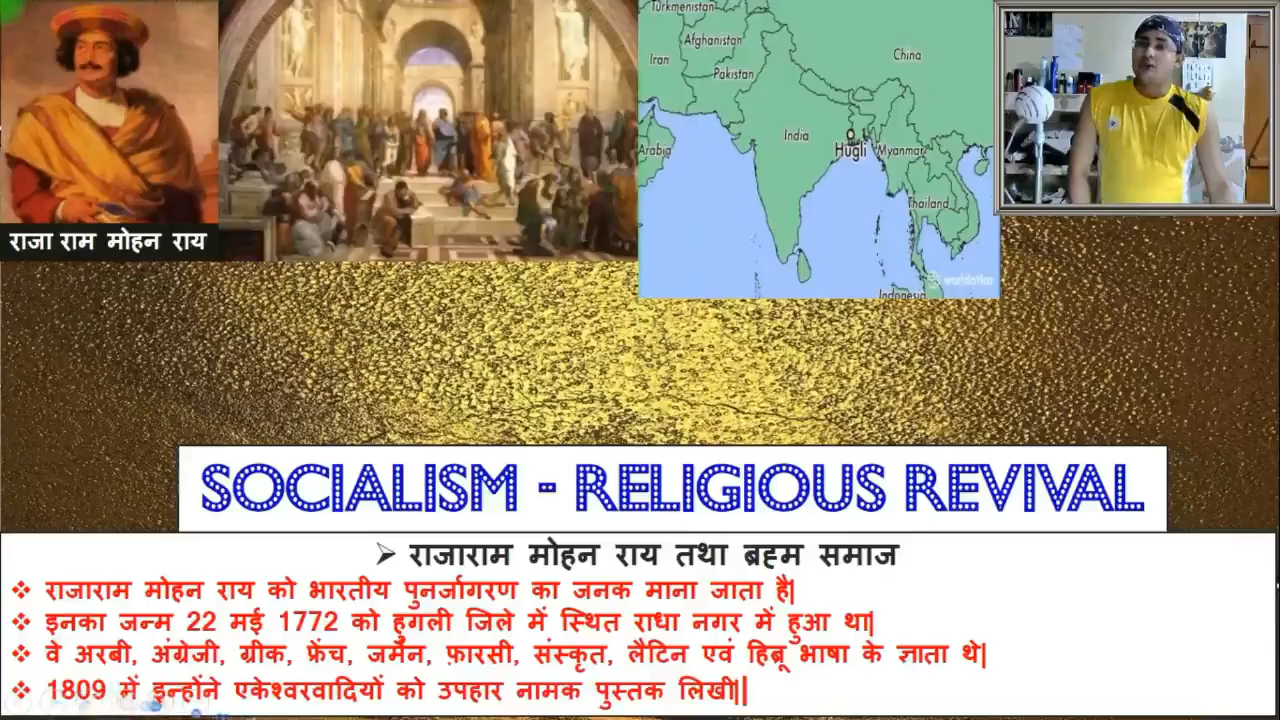 राजा राम मोहन राय
Turkmenistan
Afghanistan
Iran
China
Pakistan
India
Arabia
Hugli
Myanmar
Thailand
worldatlas
Indonesia
SOCIALISM - RELIGIOUS REVIVAL
➢ राजाराम मोहन राय तथा ब्रह्म समाज
❖ राजाराम मोहन राय को भारतीय पुनर्जागरण का जनक माना जाता है|
❖ इनका जन्म 22 मई 1772 को हुगली जिले में स्थित राधा नगर में हुआ था|
❖ वे अरबी, अंग्रेजी, ग्रीक, फ्रेंच, जर्मन, फ़ारसी, संस्कृत, लैटिन एवं हिब्रू भाषा के ज्ञाता थे|
❖ 1809 में इन्होंने एकेश्वरवादियों को उपहार नामक पुस्तक लिखी||